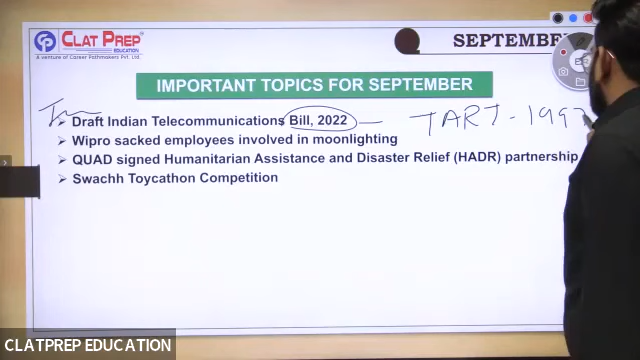 CLAT PREP
EDUCATION
A venture of Career Pathmakers Pvt. Ltd.
SEPTEMBE
IMPORTANT TOPICS FOR SEPTEMBER
➢ Draft Indian Telecommunications Bill, 2022 — TART - 199
➢ Wipro sacked employees involved in moonlighting
➢ QUAD signed Humanitarian Assistance and Disaster Relief (HADR) partnership
➢ Swachh Toycathon Competition
CLATPREP EDUCATION